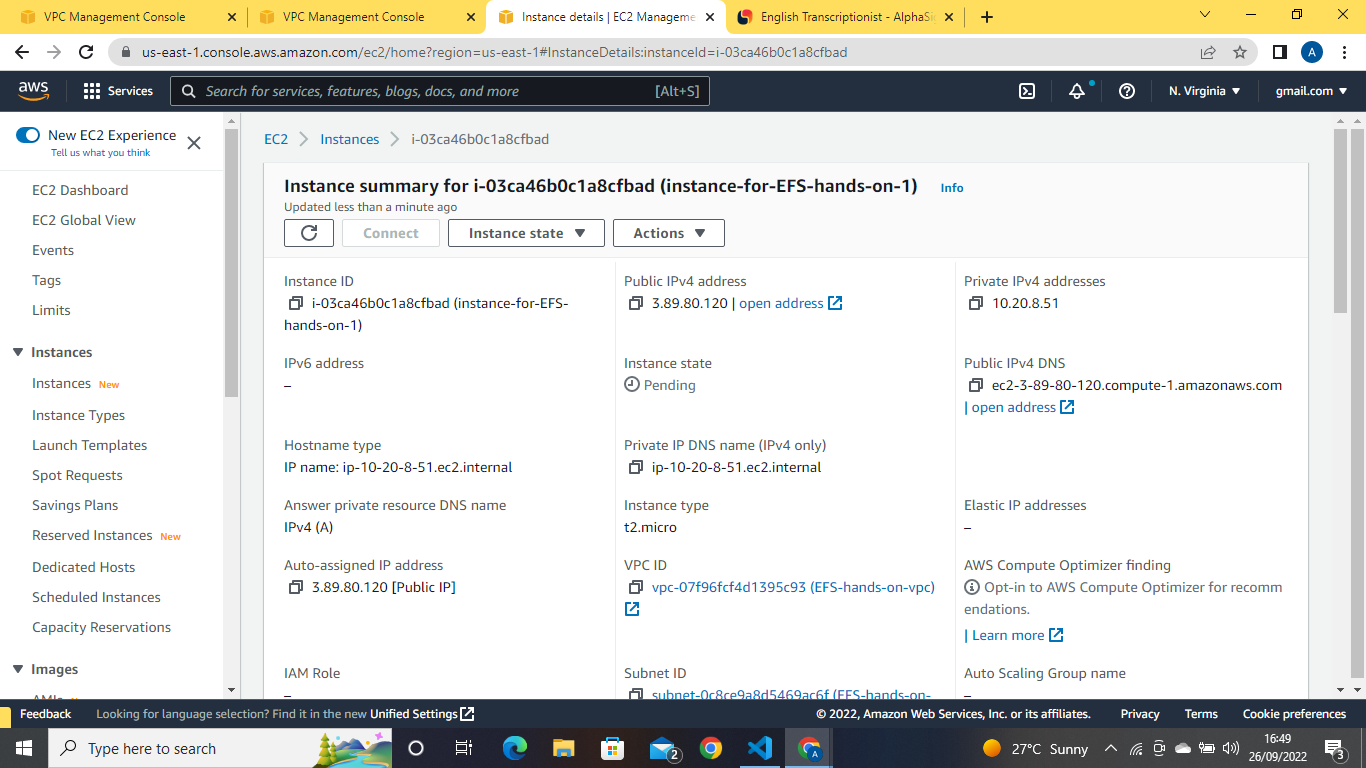 VPC Management Console
VPC Management Console
Instance details | EC2 Manageme
English Transcriptionist - AlphaSi
us-east-1.console.aws.amazon.com/ec2/home?region=us-east-1#InstanceDetails:instanceId=i-03ca46b0c1a8cfbad
A
aws
Services
Search for services, features, blogs, docs, and more
[Alt+S]
N. Virginia
gmail.com
New EC2 Experience
Tell us what you think
EC2 Dashboard
EC2 Global View
Events
Tags
Limits
Instances
Instances New
Instance Types
Launch Templates
Spot Requests
Savings Plans
Reserved Instances New
Dedicated Hosts
Scheduled Instances
Capacity Reservations
Images
EC2 > Instances > i-03ca46b0c1a8cfbad
Instance summary for i-03ca46b0c1a8cfbad (instance-for-EFS-hands-on-1) Info
Updated less than a minute ago
Connect
Instance state
Actions
Instance ID
i-03ca46b0c1a8cfbad (instance-for-EFS-
hands-on-1)
Public IPv4 address
3.89.80.120 | open address
Private IPv4 addresses
10.20.8.51
IPv6 address
–
Instance state
Pending
Public IPv4 DNS
ec2-3-89-80-120.compute-1.amazonaws.com
| open address
Hostname type
IP name: ip-10-20-8-51.ec2.internal
Private IP DNS name (IPv4 only)
ip-10-20-8-51.ec2.internal
Answer private resource DNS name
IPv4 (A)
Instance type
t2.micro
Elastic IP addresses
–
Auto-assigned IP address
3.89.80.120 [Public IP]
VPC ID
vpc-07f96fcf4d1395c93 (EFS-hands-on-vpc)
AWS Compute Optimizer finding
Opt-in to AWS Compute Optimizer for recomm
endations.
| Learn more
IAM Role
–
Subnet ID
subnet-0c8ce9a8d5469ac6f (EFS-hands-on-
Auto Scaling Group name
–
Feedback
Looking for language selection? Find it in the new Unified Settings
© 2022, Amazon Web Services, Inc. or its affiliates.
Privacy
Terms
Cookie preferences
Type here to search
2
A
27°C Sunny
16:49
26/09/2022
3